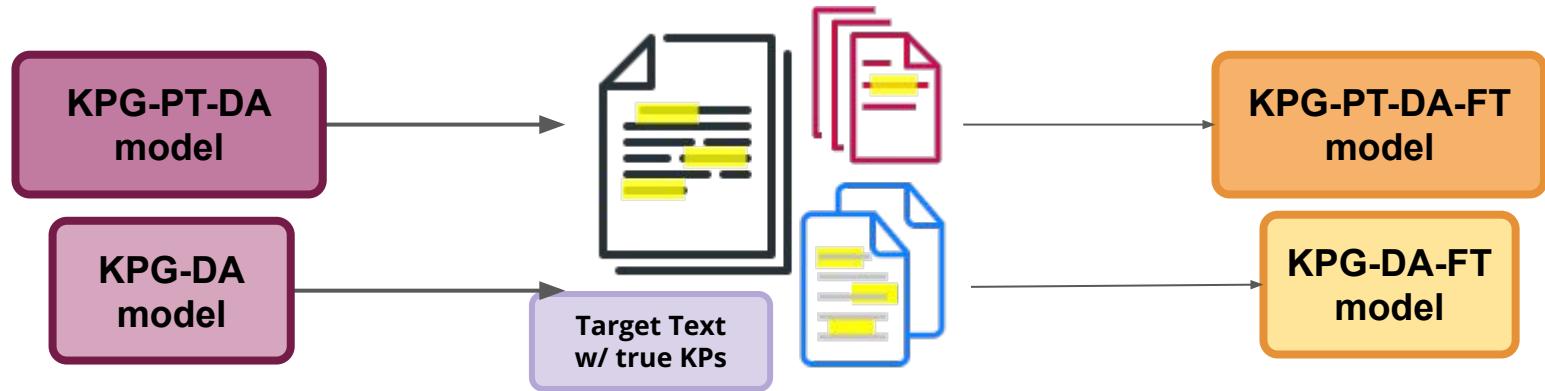 KPG-PT-DA
model
KPG-DA
model
Target Text
w/ true KPs
KPG-PT-DA-FT
model
KPG-DA-FT
model